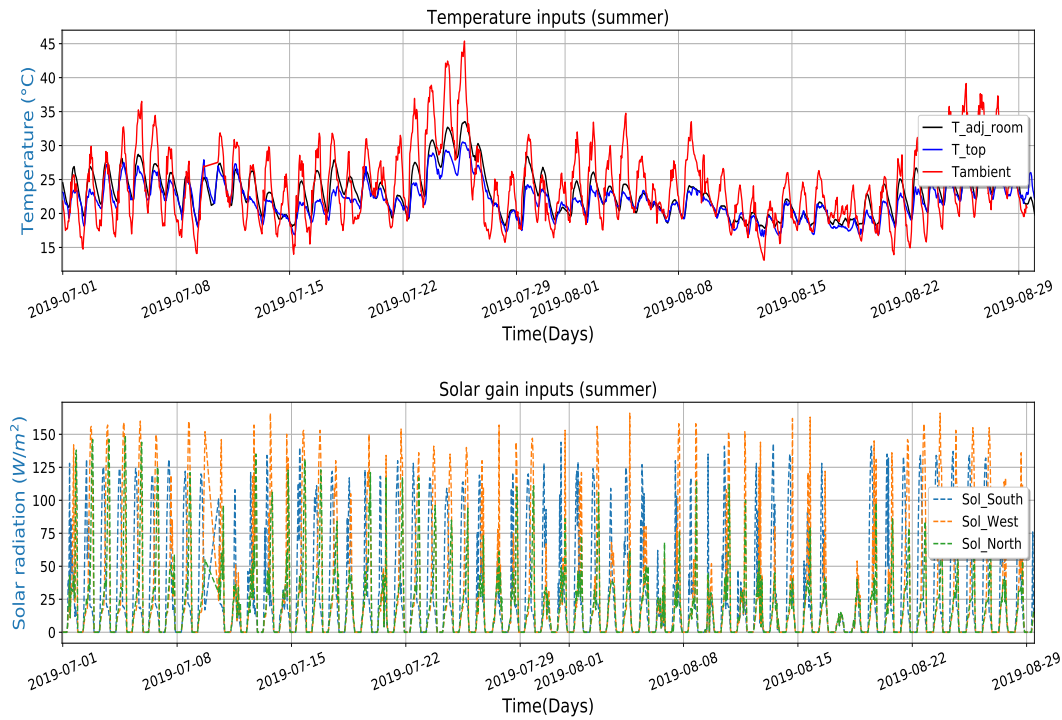 Temperature inputs (summer)
Temperature (°C)
45
40
35
30
25
20
15
T_adj_room
T_top
Tambient
2019-07-01
2019-07-08
2019-07-15
2019-07-22
2019-07-29
2019-08-01
2019-08-08
2019-08-15
2019-08-22
2019-08-29
Time(Days)
Solar gain inputs (summer)
Solar radiation (W/m²)
150
125
100
75
50
25
0
Sol_South
Sol_West
Sol_North
2019-07-01
2019-07-08
2019-07-15
2019-07-22
2019-07-29
2019-08-01
2019-08-08
2019-08-15
2019-08-22
2019-08-29
Time(Days)